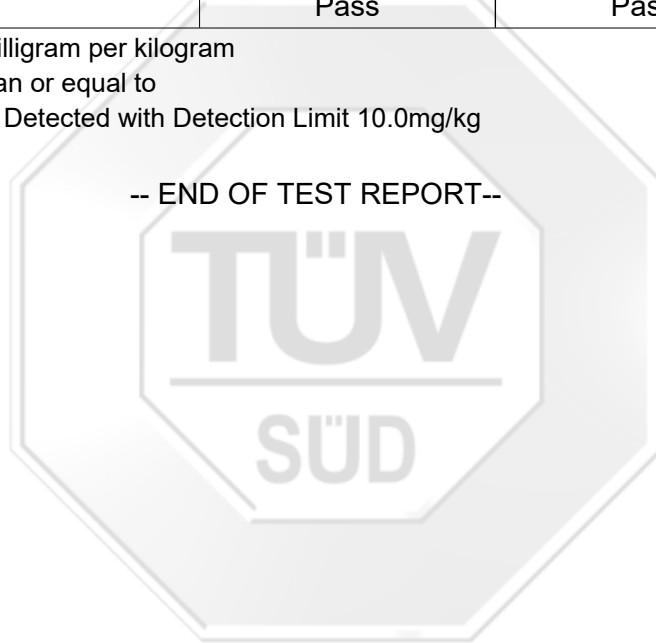 Pass Pas
illigram per kilogram
an or equal to
Detected with Detection Limit 10.0mg/kg
-- END OF TEST REPORT--
TÜV
SÜD